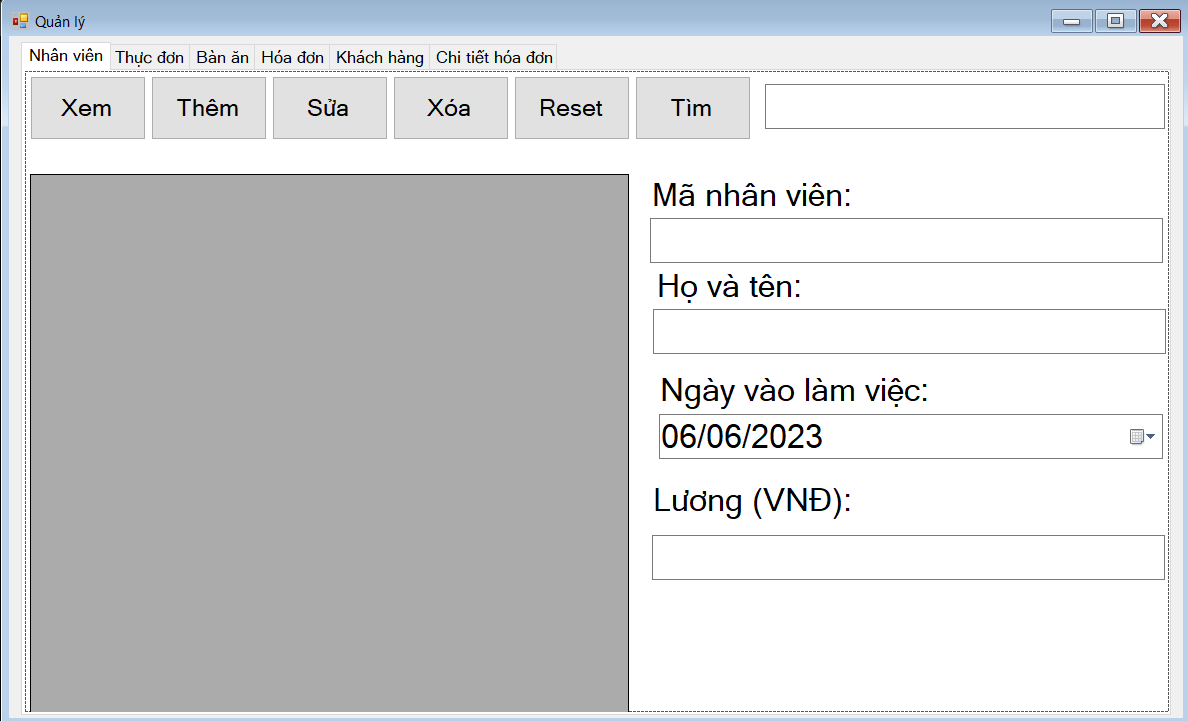 Quản lý
Nhân viên Thực đơn Bàn ăn Hóa đơn Khách hàng Chi tiết hóa đơn
Xem Thêm Sửa Xóa Reset Tìm
Mã nhân viên:
Họ và tên:
Ngày vào làm việc:
06/06/2023
Lương (VNĐ):